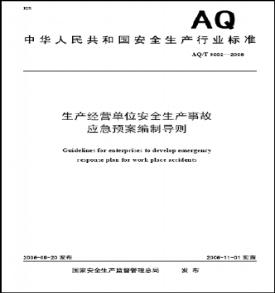 AQ
中华人民共和国安全生产行业标准
AQ/T 9002—2006
生产经营单位安全生产事故
应急预案编制导则
Guidelines for enterprises to develop emergency
response plan for work place accidents
2006-09-20 发布
2006-11-01 实施
国家安全生产监督管理总局 发 布